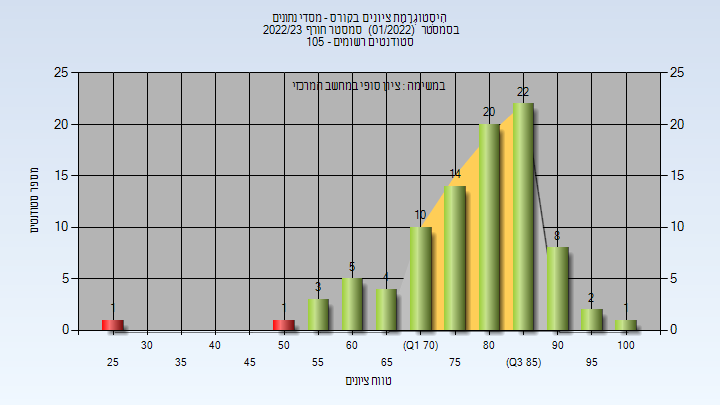 היסטוגרמת ציונים בקורס - מסדי נתונים
בסמסטר (01/2022) סמסטר חורף 2022/23
סטודנטים רשומים - 105
במשימה : ציון סופי במחשב המרכזי
מספר סטודנטים
25 25
20 20
15 15
10 10
5 5
0 0
1 1 3 5 4 10 14 20 22 8 2 1
30 40 50 60 (Q1 70) 80 90 100
25 35 45 55 65 75 (Q3 85) 95
טווח ציונים